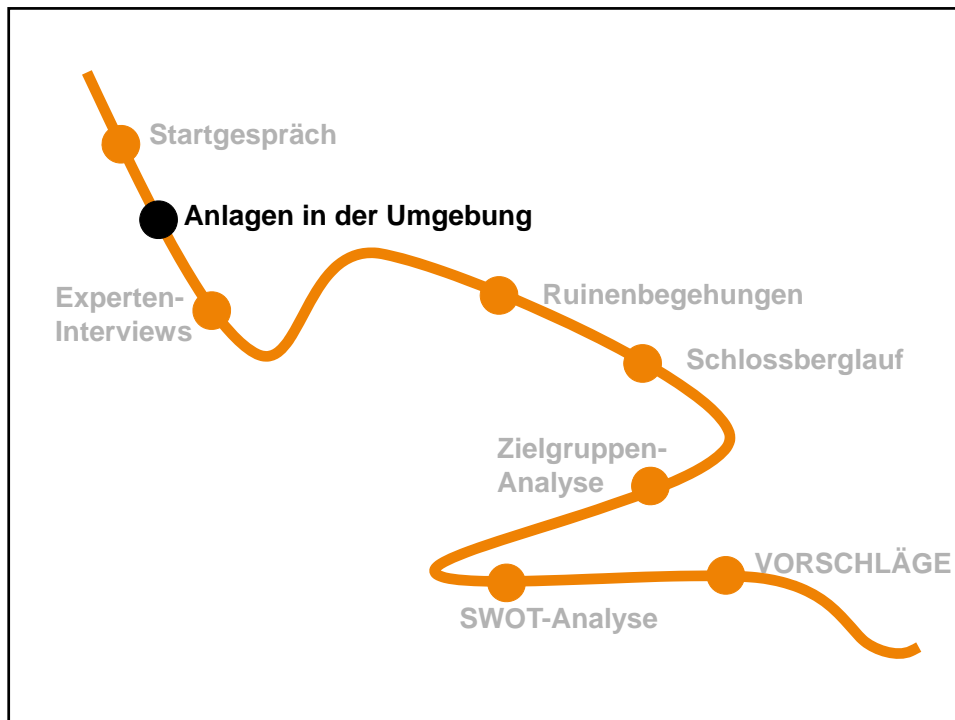 Startgespräch
Anlagen in der Umgebung
Experten-
Interviews
Ruinenbegehungen
Schlossberglauf
Zielgruppen-
Analyse
SWOT-Analyse
VORSCHLÄGE